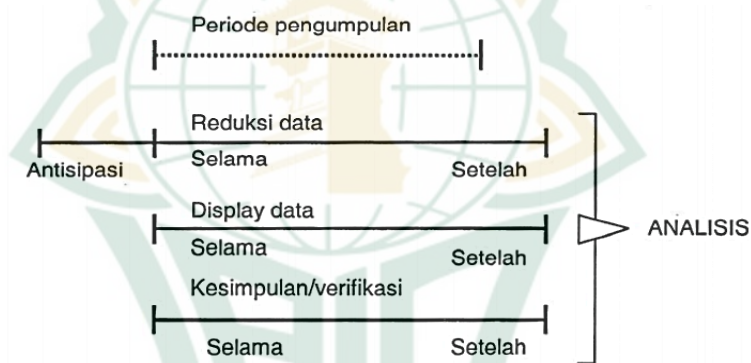 Periode pengumpulan
Reduksi data
Antisipasi Selama Setelah
Display data
ANALISIS
Selama Setelah
Kesimpulan/verifikasi
Selama Setelah